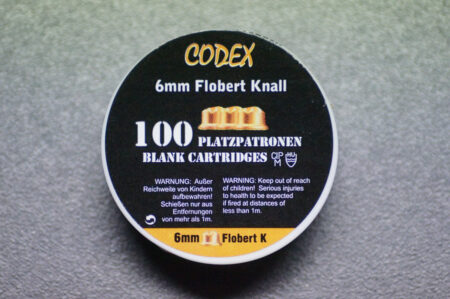 CODEX
6mm Flobert Knall
100 PLATZPATRONEN
BLANK CARTRIDGES
WARNUNG: Außer
Reichweite von Kindern
aufbewahren!
Schießen nur aus
Entfernungen
von mehr als 1m.
WARNING: Keep out of reach
of children! Serious injuries
to health to be expected
if fired at distances of
less than 1m.
6mm Flobert K